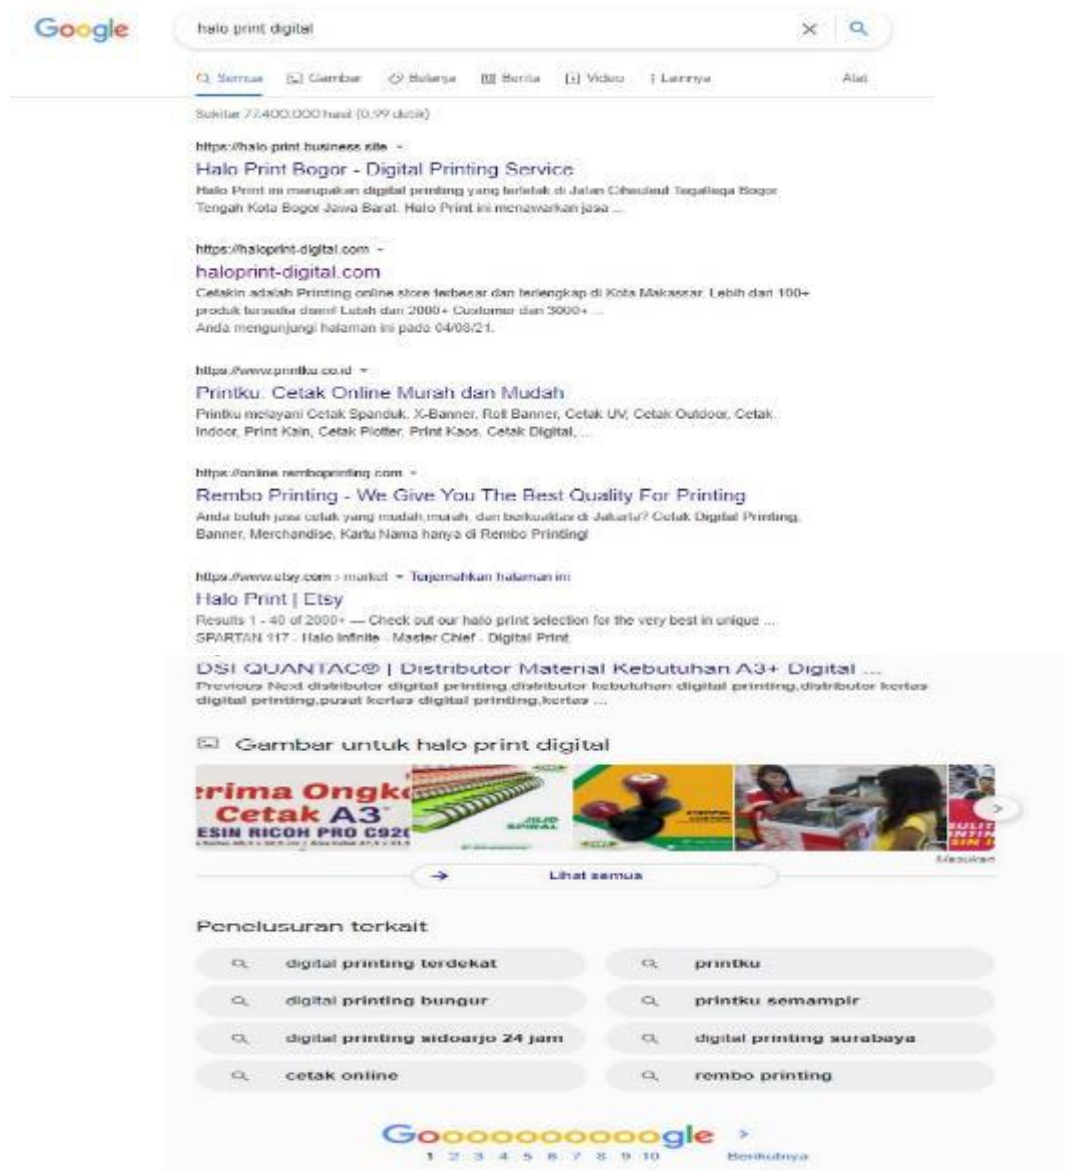 Google
halo print digital
Semua Gambar Belanja Berita Video Lainnya Alat
Sekitar 77.400.000 hasil (0,99 detik)
https://halo-print.business.site
Halo Print Bogor - Digital Printing Service
Halo Print ini merupakan digital printing yang terletak di Jalan Ciheuleut Tegallega Bogor
Tengah Kota Bogor Jawa Barat. Halo Print ini menawarkan jasa ...
https://haloprint-digital.com
haloprint-digital.com
Cetakin adalah Printing online store terbesar dan terlengkap di Kota Makassar. Lebih dari 100+
produk tersedia disini! Lebih dari 2000+ Customer dan 3000+ ...
Anda mengunjungi halaman ini pada 04/08/21.
https://www.printku.co.id
Printku: Cetak Online Murah dan Mudah
Printku melayani Cetak Spanduk, X-Banner, Roll Banner, Cetak UV, Cetak Outdoor, Cetak
Indoor, Print Kain, Cetak Plotter, Print Kaos, Cetak Digital, ...
https://online.remboprinting.com
Rembo Printing - We Give You The Best Quality For Printing
Anda butuh jasa cetak yang mudah,murah, dan berkualitas di Jakarta? Cetak Digital Printing,
Banner, Merchandise, Kartu Nama hanya di Rembo Printing!
https://www.etsy.com › market Terjemahkan halaman ini
Halo Print | Etsy
Results 1 - 40 of 2000+ — Check out our halo print selection for the very best in unique ...
SPARTAN 117 - Halo Infinite - Master Chief - Digital Print
DSI QUANTAC® | Distributor Material Kebutuhan A3+ Digital ...
Previous Next distributor digital printing,distributor kebutuhan digital printing,distributor kertas
digital printing,pusat kertas digital printing,kertas ...
Gambar untuk halo print digital
erima Ongko
Cetak A3+
ESIN RICOH PRO C920
JILID
SPIRAL
SULIT
Masukan
Lihat semua
Penelusuran terkait
digital printing terdekat printku
digital printing bungur printku semampir
digital printing sidoarjo 24 jam digital printing surabaya
cetak online rembo printing
Goooooooooogle >
1 2 3 4 5 6 7 8 9 10 Berikutnya